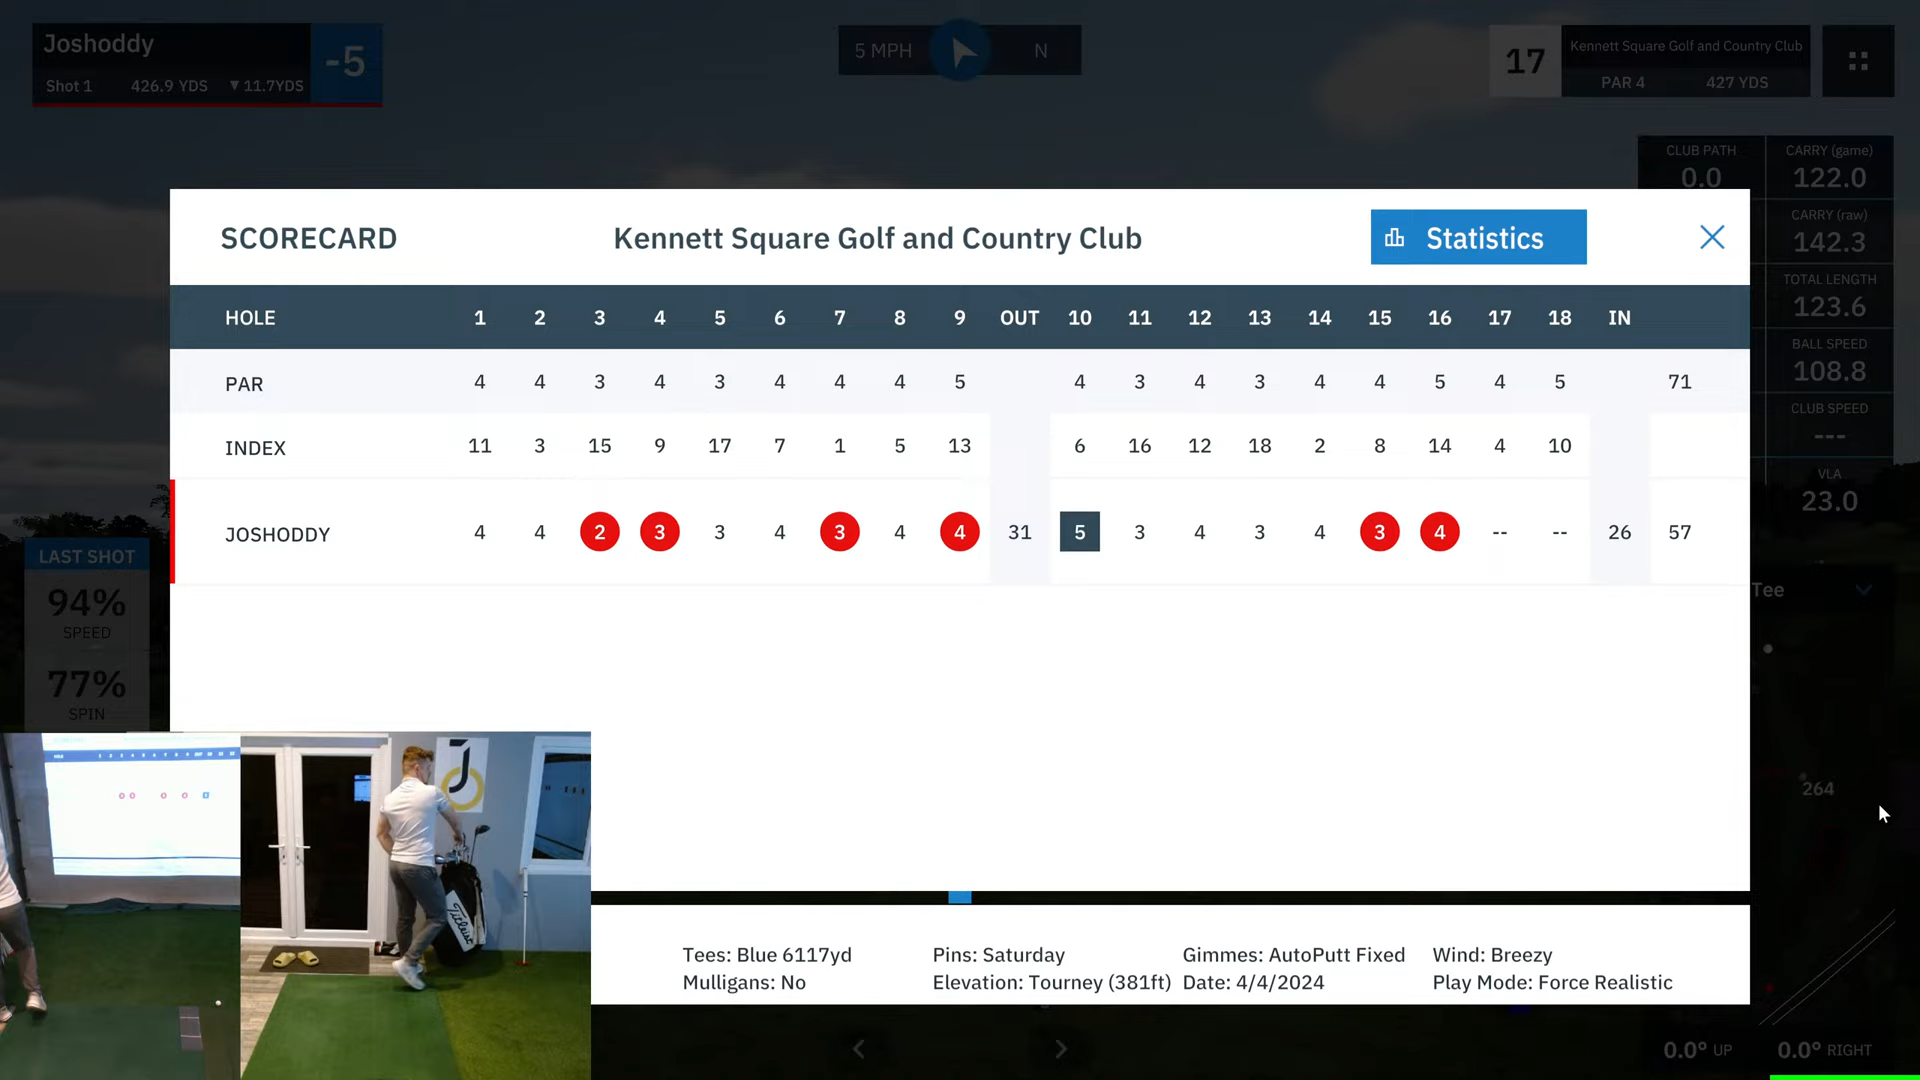 Joshoddy
-5
Shot 1 426.9 YDS ▼11.7YDS
5 MPH N
17
Kennett Square Golf and Country Club
PAR 4 427 YDS
CLUB PATH
0.0
CARRY (game)
122.0
CARRY (raw)
142.3
TOTAL LENGTH
123.6
BALL SPEED
108.8
CLUB SPEED
---
VLA
23.0
SCORECARD Kennett Square Golf and Country Club Statistics
HOLE 1 2 3 4 5 6 7 8 9 OUT 10 11 12 13 14 15 16 17 18 IN
PAR 4 4 3 4 3 4 4 4 5 4 3 4 3 4 4 5 4 5 71
INDEX 11 3 15 9 17 7 1 5 13 6 16 12 18 2 8 14 4 10
JOSHODDY 4 4 2 3 3 4 3 4 4 31 5 3 4 3 4 3 4 -- -- 26 57
LAST SHOT
94%
SPEED
77%
SPIN
Tee
264
Titleist
Tees: Blue 6117yd Pins: Saturday Gimmes: AutoPutt Fixed Wind: Breezy
Mulligans: No Elevation: Tourney (381ft) Date: 4/4/2024 Play Mode: Force Realistic
0.0° UP 0.0° RIGHT